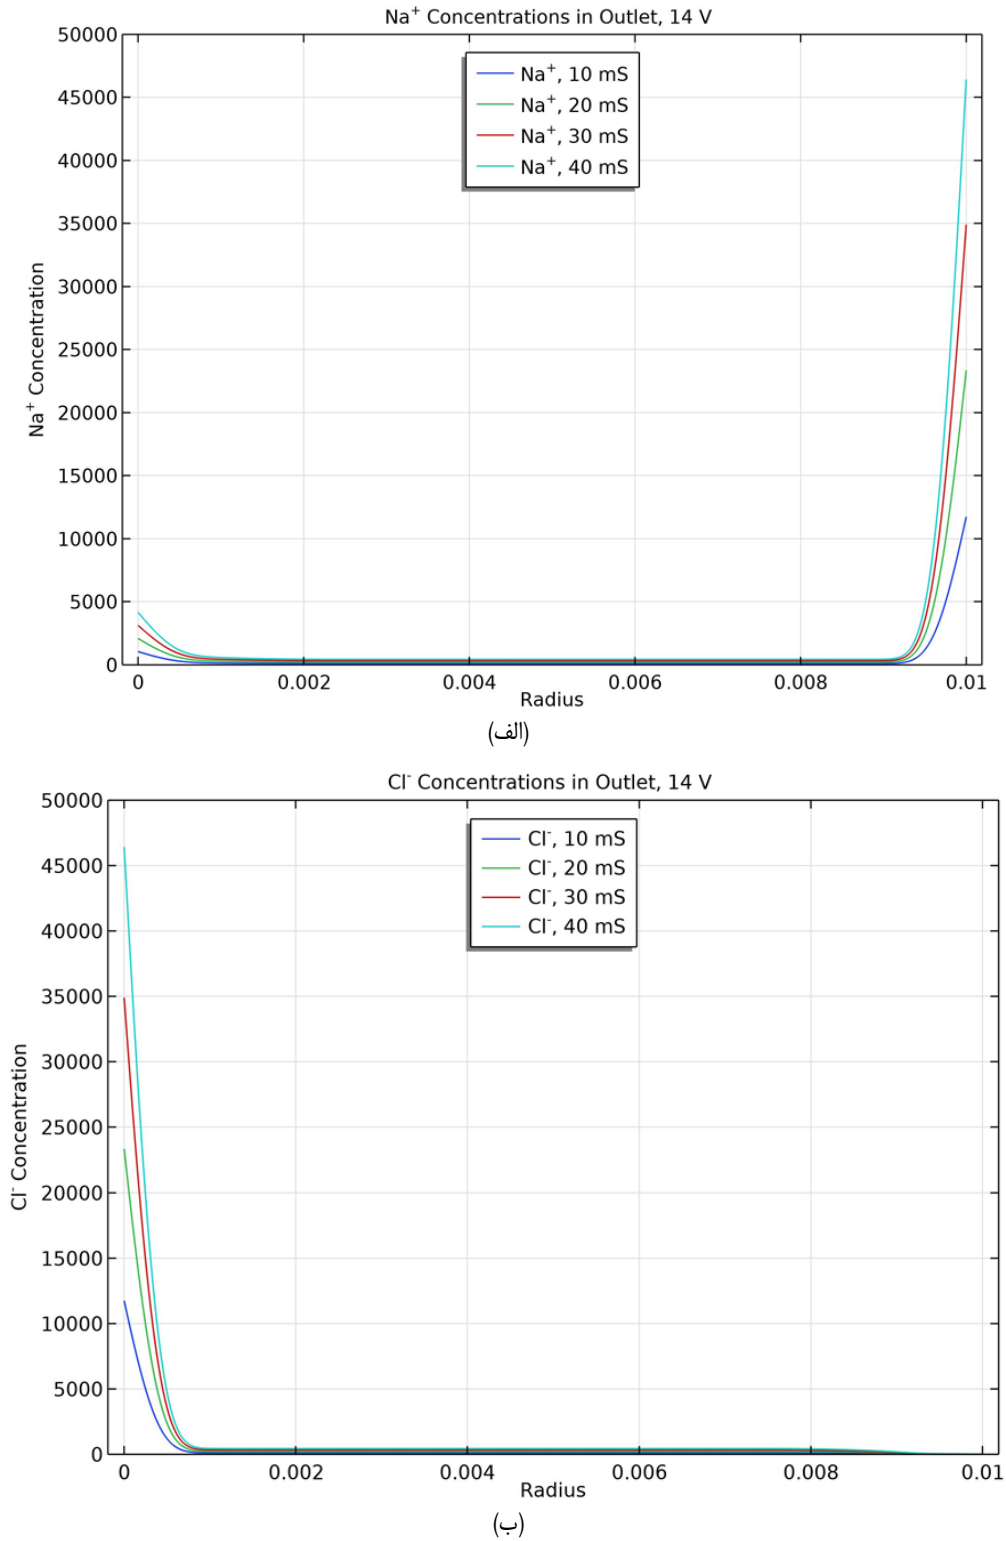 Na⁺ Concentrations in Outlet, 14 V
50000
45000
40000
35000
30000
25000
20000
15000
10000
5000
0
Na⁺ Concentration
Na⁺, 10 mS
Na⁺, 20 mS
Na⁺, 30 mS
Na⁺, 40 mS
0 0.002 0.004 0.006 0.008 0.01
Radius
(الف)
Cl⁻ Concentrations in Outlet, 14 V
50000
45000
40000
35000
30000
25000
20000
15000
10000
5000
0
Cl⁻ Concentration
Cl⁻, 10 mS
Cl⁻, 20 mS
Cl⁻, 30 mS
Cl⁻, 40 mS
0 0.002 0.004 0.006 0.008 0.01
Radius
(ب)